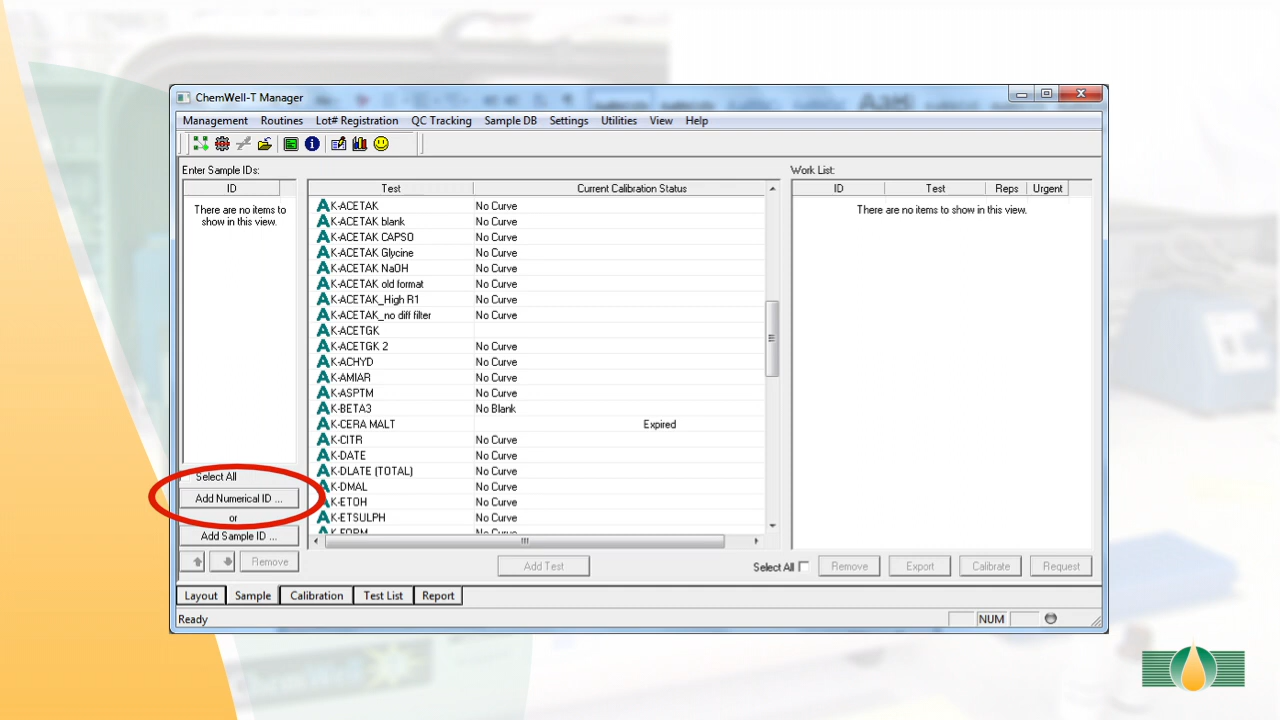 ChemWell-T Manager
Management Routines Lot# Registration QC Tracking Sample DB Settings Utilities View Help
Enter Sample IDs:
ID
There are no items to
show in this view.
Select All
Add Numerical ID ...
or
Add Sample ID ...
Remove
Test Current Calibration Status
K-ACETAK No Curve
K-ACETAK blank No Curve
K-ACETAK CAPSO No Curve
K-ACETAK Glycine No Curve
K-ACETAK NaOH No Curve
K-ACETAK old format No Curve
K-ACETAK_High R1 No Curve
K-ACETAK_no diff filter No Curve
K-ACETGK
K-ACETGK 2 No Curve
K-ACHYD No Curve
K-AMIAR No Curve
K-ASPTM No Curve
K-BETA3 No Blank
K-CERA MALT Expired
K-CITR No Curve
K-DATE No Curve
K-DLATE (TOTAL) No Curve
K-DMAL No Curve
K-ETOH No Curve
K-ETSULPH No Curve
K-FORM No Curve
Add Test
Work List:
ID Test Reps Urgent
There are no items to show in this view.
Select All Remove Export Calibrate Request
Layout Sample Calibration Test List Report
Ready NUM